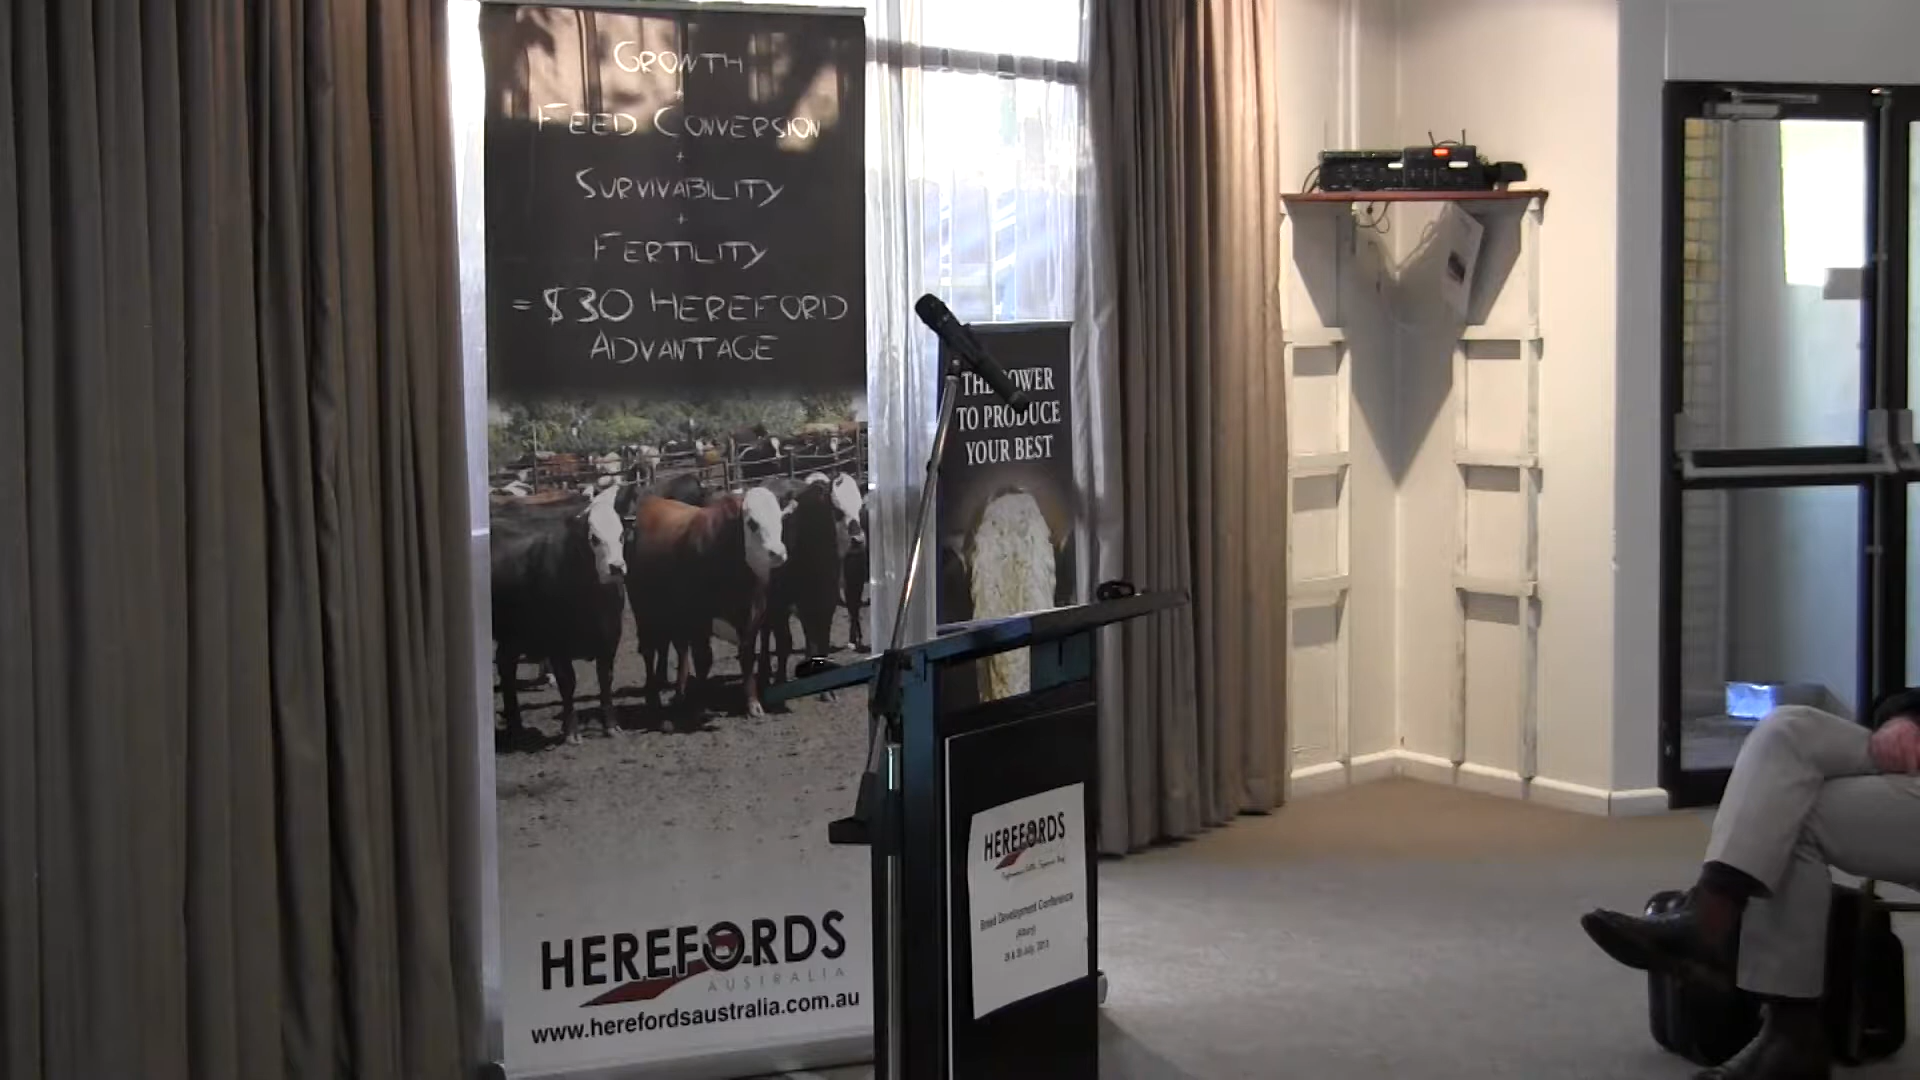 GROWTH
+
FEED CONVERSION
+
SURVIVABILITY
+
FERTILITY
= $30 HEREFORD
ADVANTAGE
HEREFORDS
AUSTRALIA
www.herefordsaustralia.com.au
THE POWER
TO PRODUCE
YOUR BEST
HEREFORDS
Breed Development Conference
(Albury)